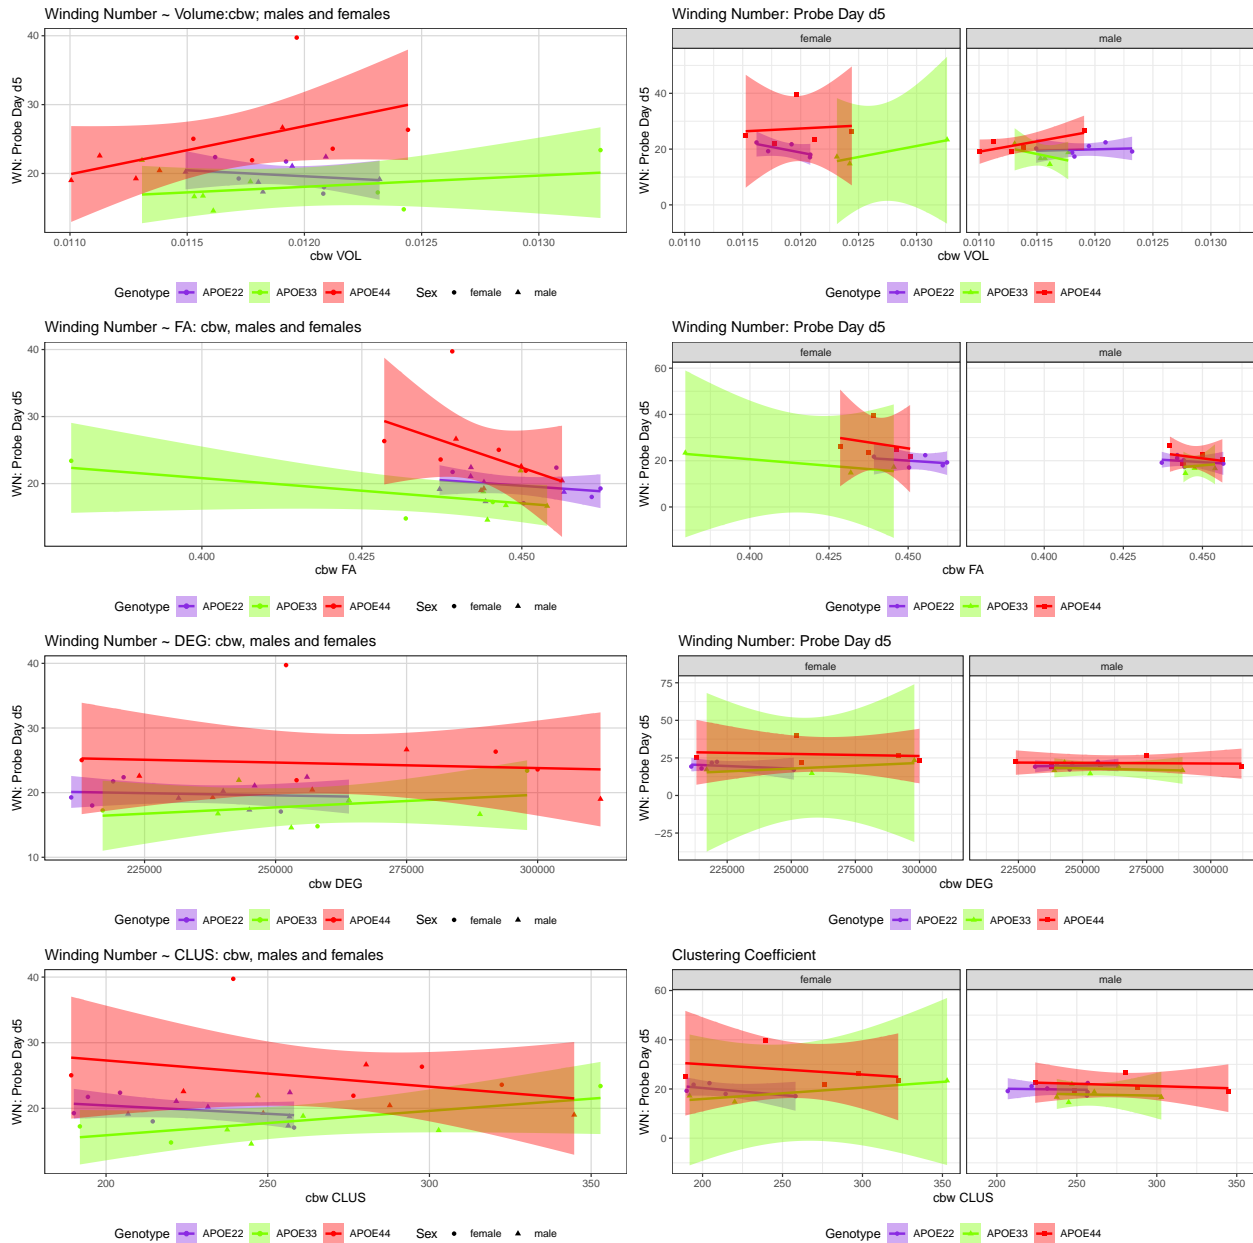 Winding Number ~ Volume:cbw; males and females
WN: Probe Day d5
40
30
20
0.0110 0.0115 0.0120 0.0125 0.0130
cbw VOL
Genotype APOE22 APOE33 APOE44 Sex female male
Winding Number: Probe Day d5
female male
WN: Probe Day d5
60
40
20
0
0.0110 0.0115 0.0120 0.0125 0.0130 0.0110 0.0115 0.0120 0.0125 0.0130
cbw VOL
Genotype APOE22 APOE33 APOE44
Winding Number ~ FA: cbw, males and females
WN: Probe Day d5
40
30
20
0.400 0.425 0.450
cbw FA
Genotype APOE22 APOE33 APOE44 Sex female male
Winding Number: Probe Day d5
female male
WN: Probe Day d5
60
40
20
0
0.400 0.425 0.450 0.400 0.425 0.450
cbw FA
Genotype APOE22 APOE33 APOE44
Winding Number ~ DEG: cbw, males and females
WN: Probe Day d5
40
30
20
10
225000 250000 275000 300000
cbw DEG
Genotype APOE22 APOE33 APOE44 Sex female male
Winding Number: Probe Day d5
female male
WN: Probe Day d5
75
50
25
0
−25
225000 250000 275000 300000 225000 250000 275000 300000
cbw DEG
Genotype APOE22 APOE33 APOE44
Winding Number ~ CLUS: cbw, males and females
WN: Probe Day d5
40
30
20
200 250 300 350
cbw CLUS
Genotype APOE22 APOE33 APOE44 Sex female male
Clustering Coefficient
female male
WN: Probe Day d5
60
40
20
0
200 250 300 350 200 250 300 350
cbw CLUS
Genotype APOE22 APOE33 APOE44